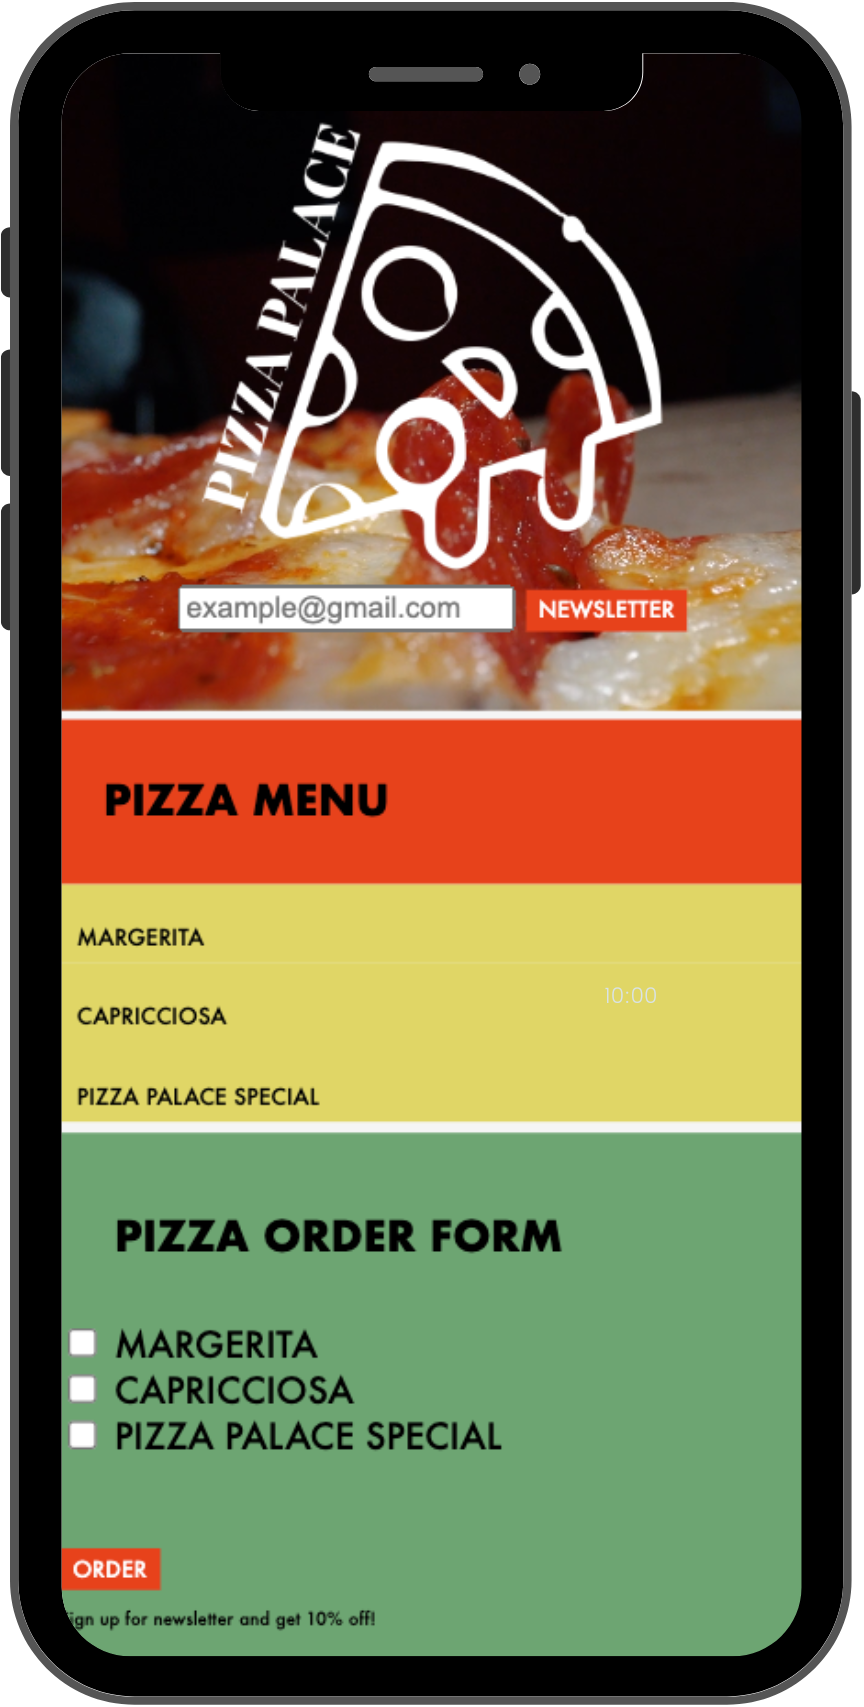 PIZZA PALACE
example@gmail.com NEWSLETTER
PIZZA MENU
MARGERITA
10:00
CAPRICCIOSA
PIZZA PALACE SPECIAL
PIZZA ORDER FORM
MARGERITA
CAPRICCIOSA
PIZZA PALACE SPECIAL
ORDER
ign up for newsletter and get 10% off!